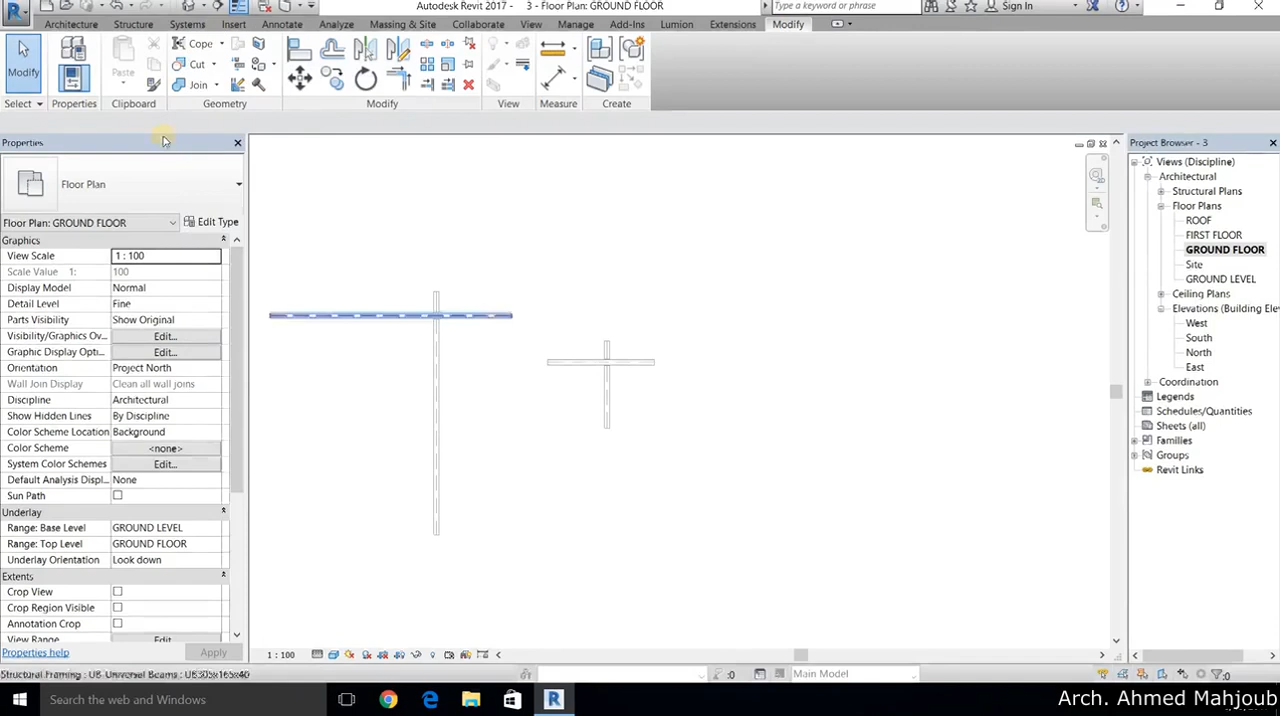 Autodesk Revit 2017 -    3 - Floor Plan: GROUND FLOOR
Type a keyword or phrase
Sign In
Architecture Structure Systems Insert Annotate Analyze Massing & Site Collaborate View Manage Add-Ins Lumion Extensions Modify
Modify
Paste
Cope
Cut
Join
Select Properties Clipboard Geometry Modify View Measure Create
Properties
Floor Plan
Floor Plan: GROUND FLOOR Edit Type
Graphics
View Scale 1 : 100
Scale Value 1: 100
Display Model Normal
Detail Level Fine
Parts Visibility Show Original
Visibility/Graphics Ov... Edit...
Graphic Display Opti... Edit...
Orientation Project North
Wall Join Display Clean all wall joins
Discipline Architectural
Show Hidden Lines By Discipline
Color Scheme Location Background
Color Scheme <none>
System Color Schemes Edit...
Default Analysis Displ... None
Sun Path
Underlay
Range: Base Level GROUND LEVEL
Range: Top Level GROUND FLOOR
Underlay Orientation Look down
Extents
Crop View
Crop Region Visible
Annotation Crop
View Range Edit
Properties help Apply
Project Browser - 3
Views (Discipline)
Architectural
Structural Plans
Floor Plans
ROOF
FIRST FLOOR
GROUND FLOOR
Site
GROUND LEVEL
Ceiling Plans
Elevations (Building Ele
West
South
North
East
Coordination
Legends
Schedules/Quantities
Sheets (all)
Families
Groups
Revit Links
1 : 100
Structural Framing : UB-Universal Beams : UB305x165x40
:0
Main Model
:0
Search the web and Windows
Arch. Ahmed Mahjoub